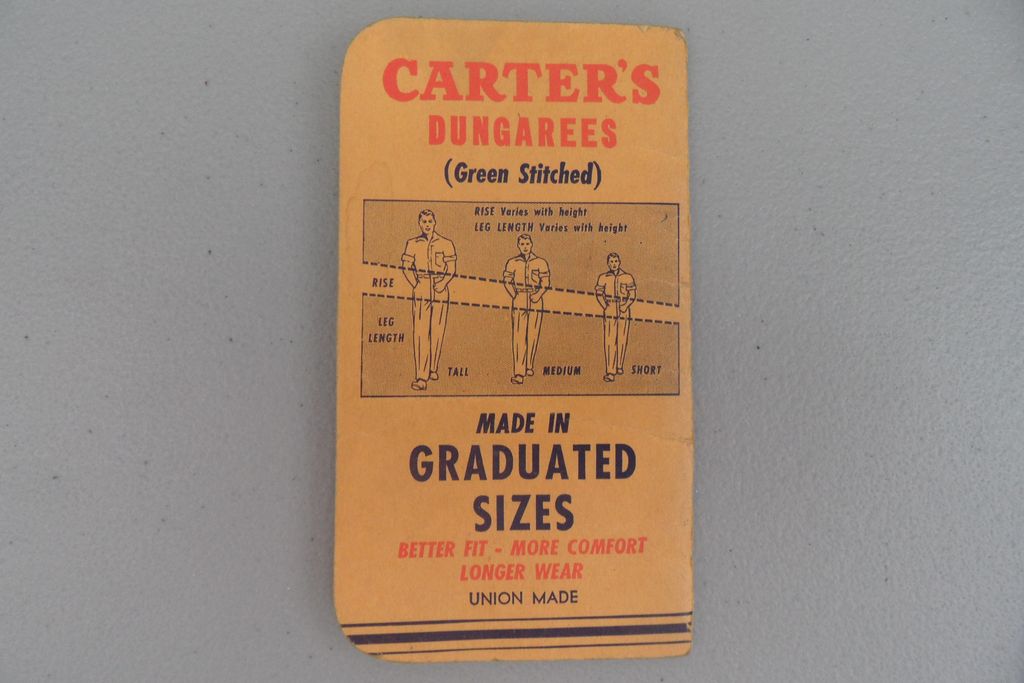 CARTER'S
DUNGAREES
(Green Stitched)
RISE Varies with height
LEG LENGTH Varies with height
RISE
LEG
LENGTH
TALL
MEDIUM
SHORT
MADE IN
GRADUATED
SIZES
BETTER FIT - MORE COMFORT
LONGER WEAR
UNION MADE